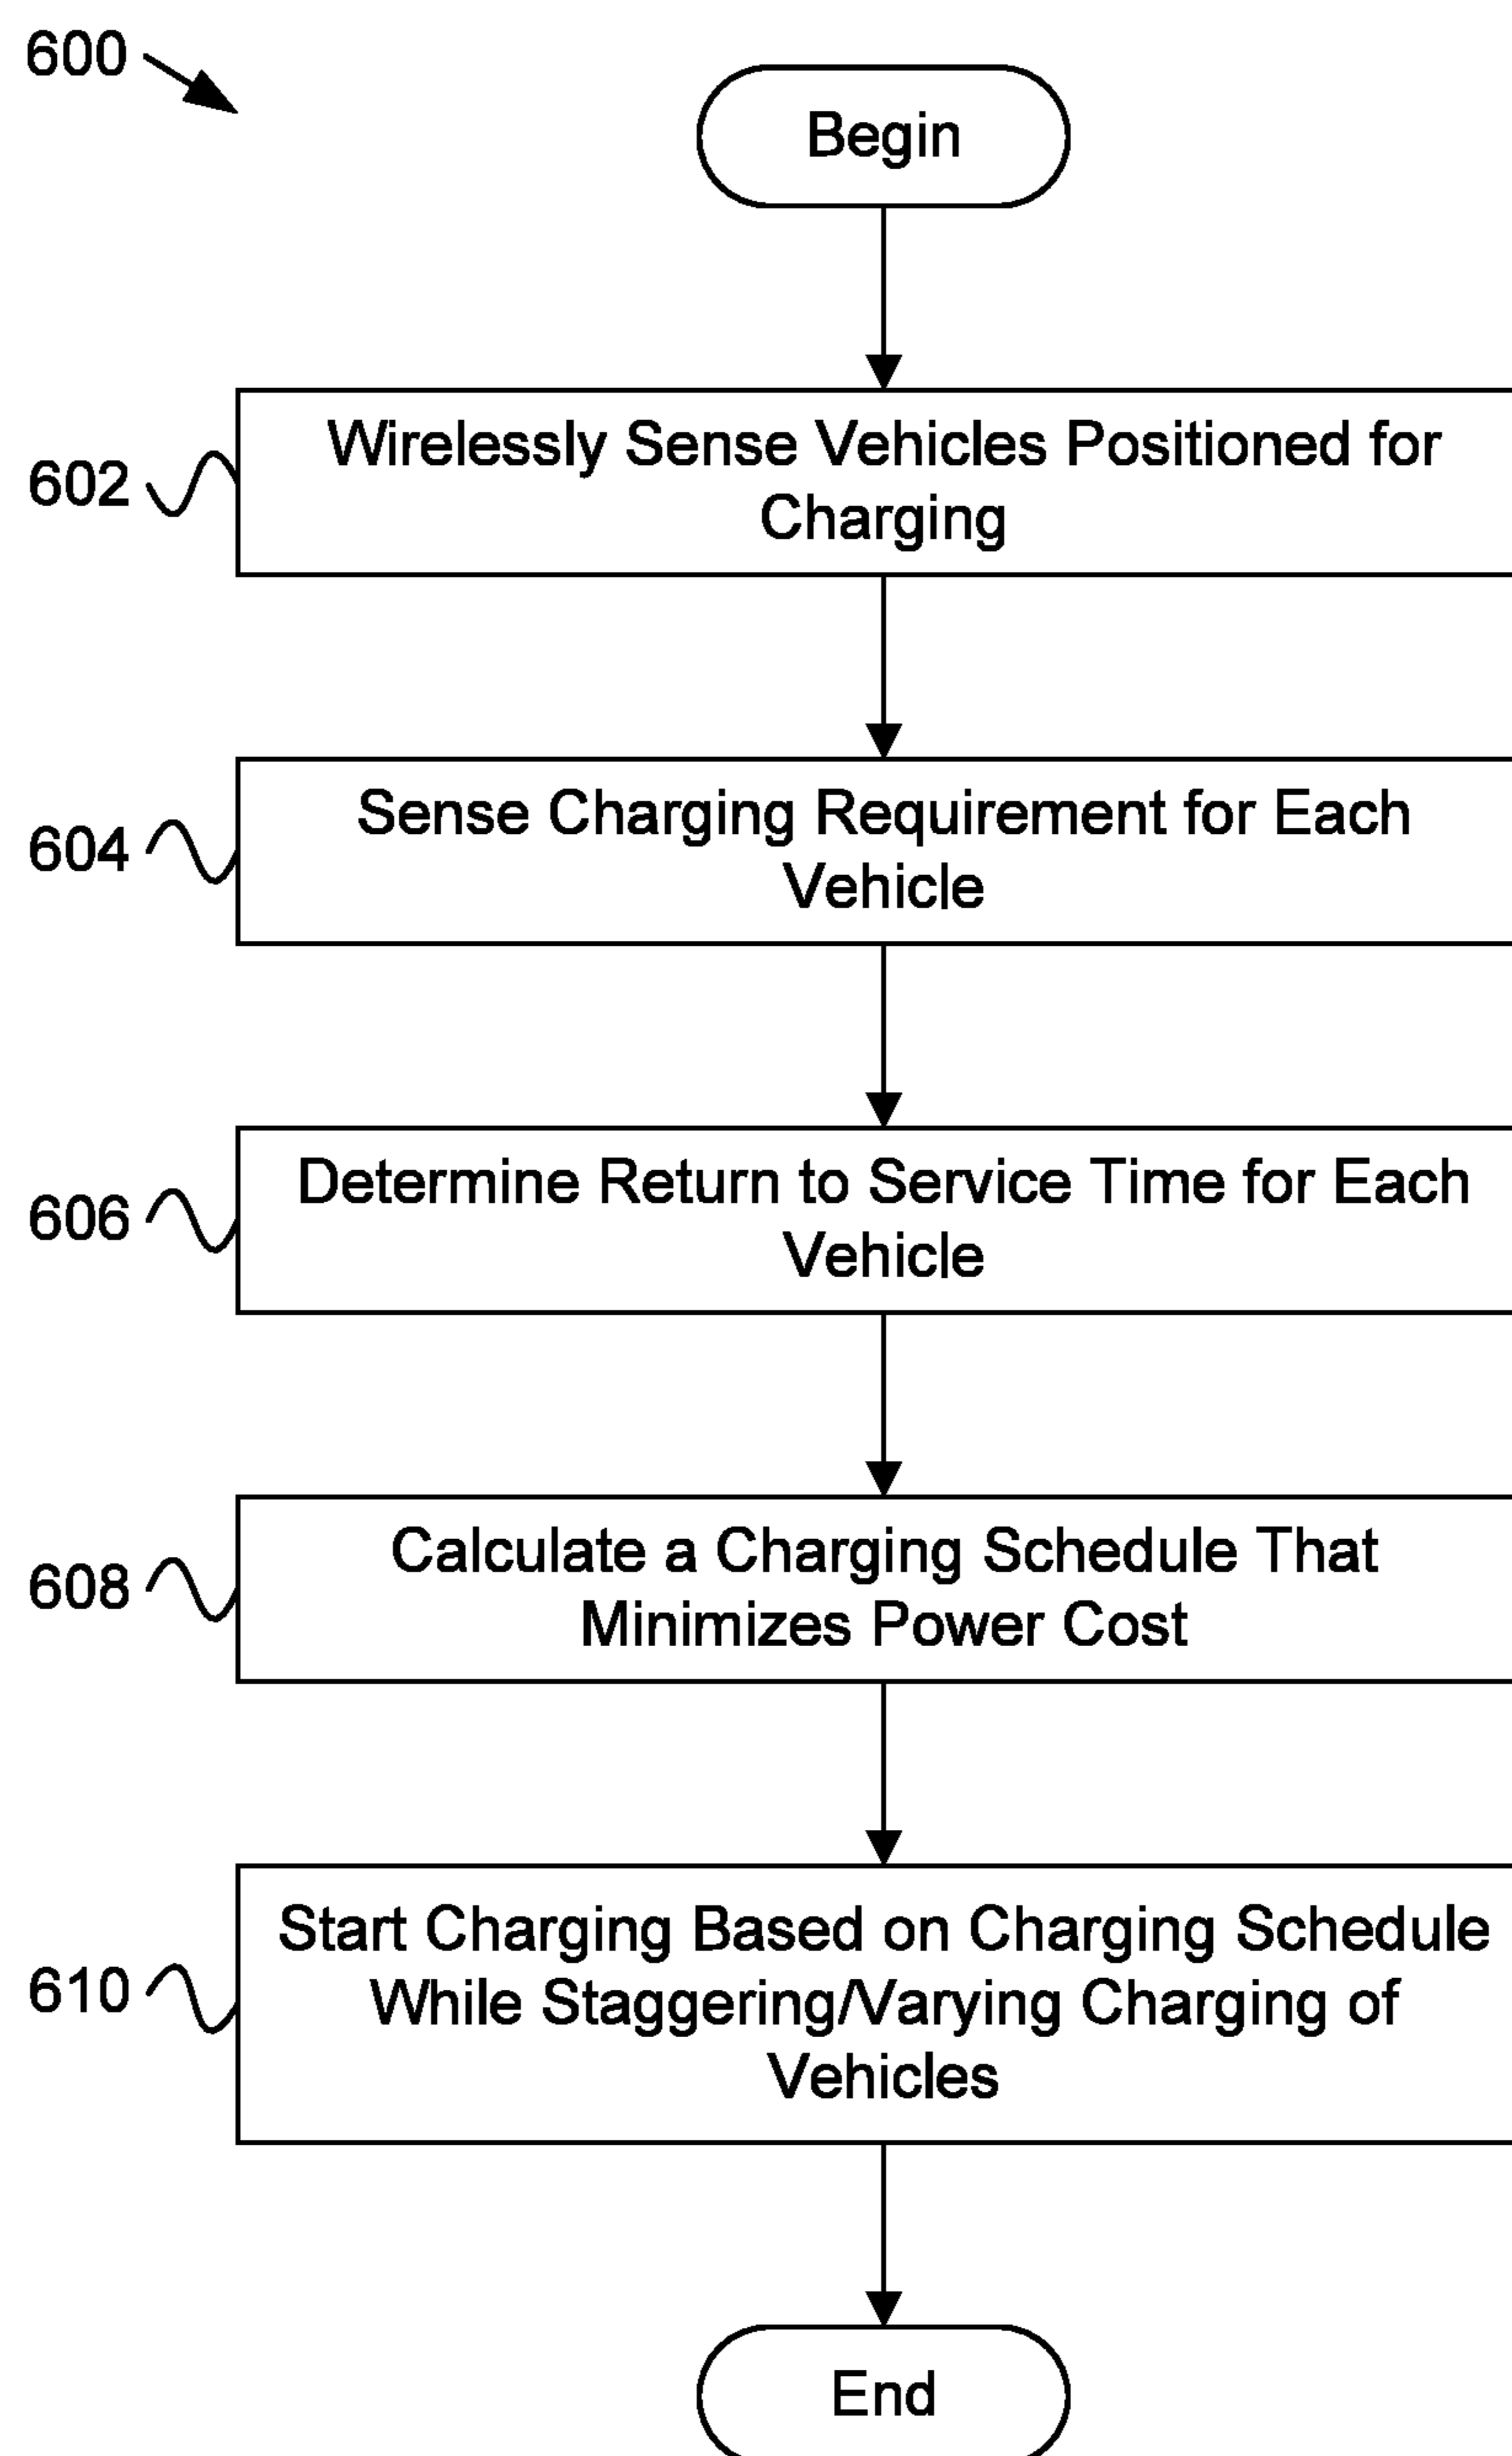 600
Begin
602
Wirelessly Sense Vehicles Positioned for
Charging
604
Sense Charging Requirement for Each
Vehicle
606
Determine Return to Service Time for Each
Vehicle
608
Calculate a Charging Schedule That
Minimizes Power Cost
610
Start Charging Based on Charging Schedule
While Staggering/Varying Charging of
Vehicles
End